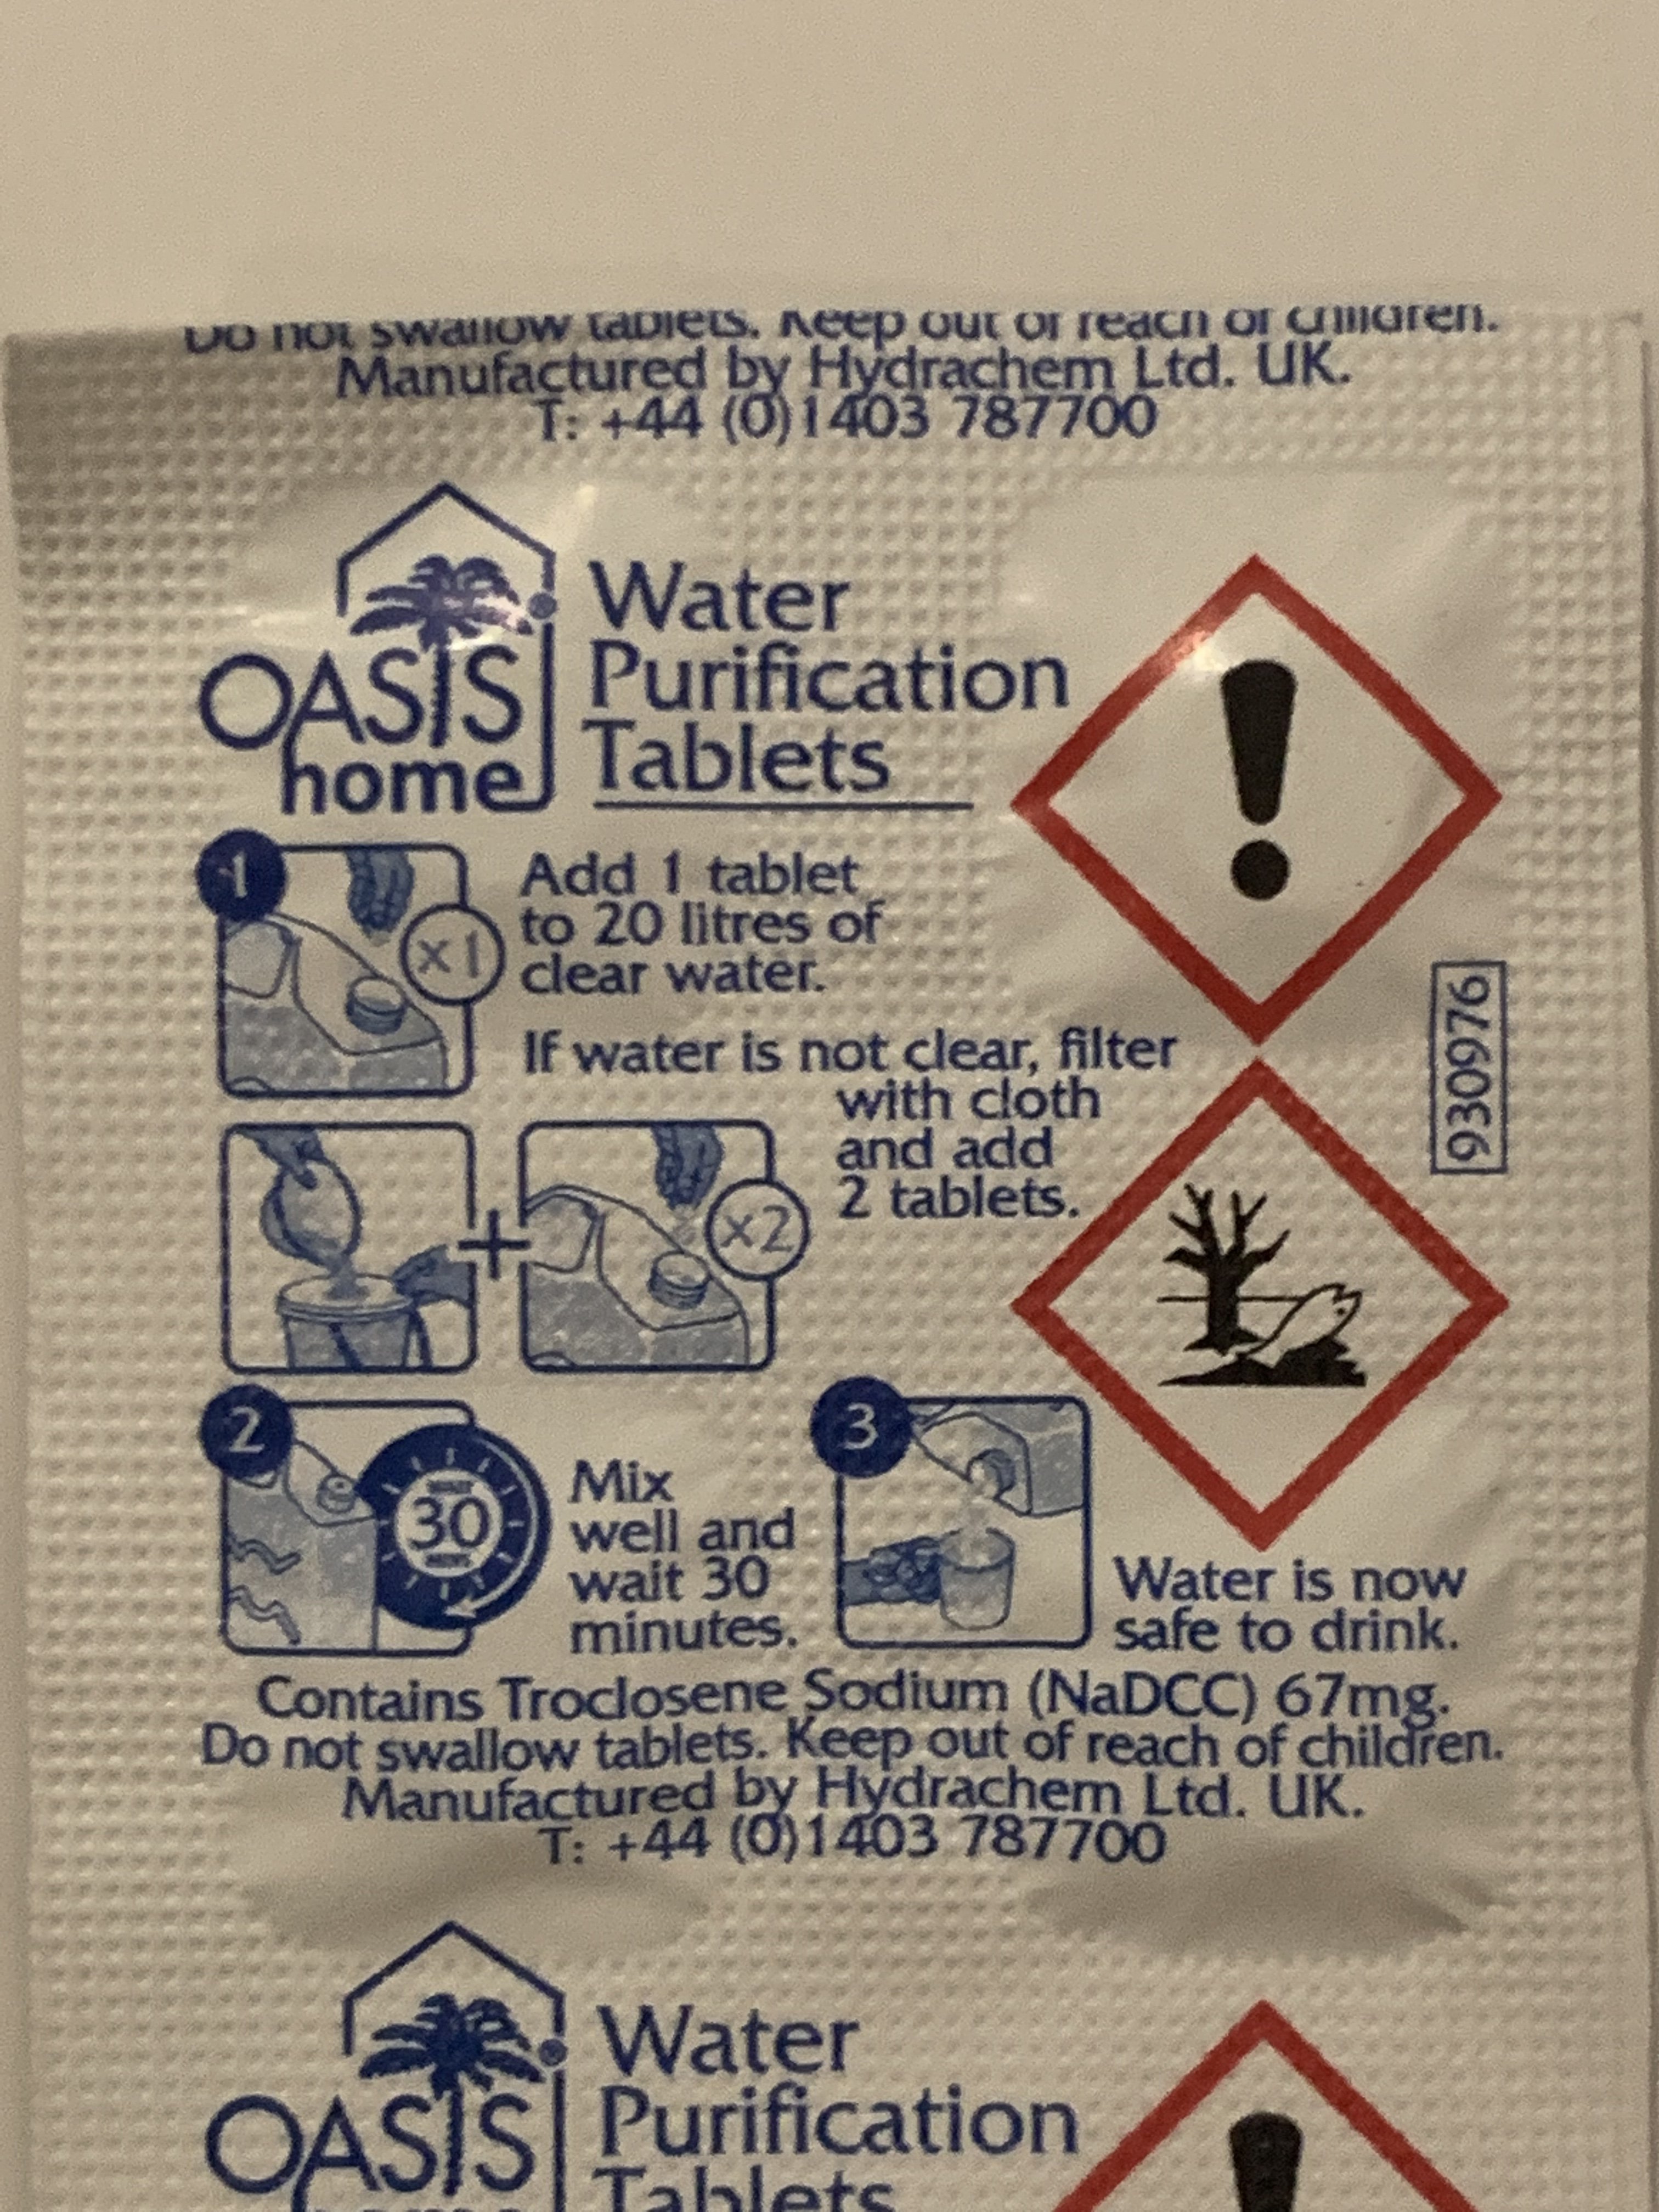 Do not swallow tablets. Keep out of reach of children.
Manufactured by Hydrachem Ltd. UK.
T: +44 (0)1403 787700
OASIS
home
Water
Purification
Tablets
1
x1
Add 1 tablet
to 20 litres of
clear water.
If water is not clear, filter
with cloth
and add
2 tablets.
+
x2
930976
2
30
Mix
well and
wait 30
minutes.
3
Water is now
safe to drink.
Contains Troclosene Sodium (NaDCC) 67mg.
Do not swallow tablets. Keep out of reach of children.
Manufactured by Hydrachem Ltd. UK.
T: +44 (0)1403 787700
OASIS
home
Water
Purification
Tablets